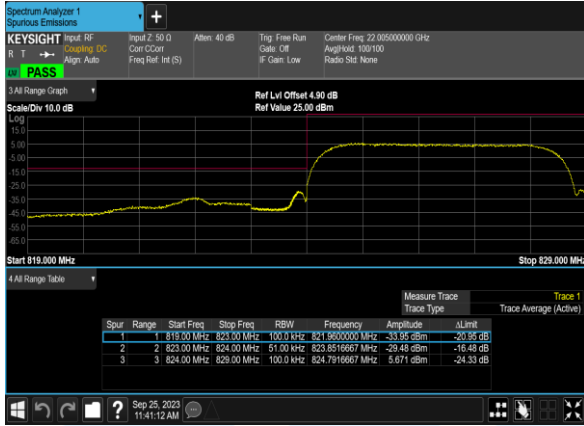 Spectrum Analyzer 1
Spurious Emissions
KEYSIGHT Input: RF Input Z: 50 Ω Atten: 40 dB Trig: Free Run Center Freq: 22.005000000 GHz
R T Coupling: DC Corr CCorr Gate: Off Avg|Hold: 100/100
Align: Auto Freq Ref: Int (S) IF Gain: Low Radio Std: None
PASS
3 All Range Graph
Ref Lvl Offset 4.90 dB
Scale/Div 10.0 dB Ref Value 25.00 dBm
Log
15.0
5.00
-5.00
-15.0
-25.0
-35.0
-45.0
-55.0
-65.0
Start 819.000 MHz Stop 829.000 MHz
4 All Range Table
Measure Trace Trace 1
Trace Type Trace Average (Active)
Spur Range Start Freq Stop Freq RBW Frequency Amplitude ΔLimit
1 1 819.00 MHz 823.00 MHz 100.0 kHz 821.9600000 MHz -33.95 dBm -20.95 dB
2 2 823.00 MHz 824.00 MHz 51.00 kHz 823.8516667 MHz -29.48 dBm -16.48 dB
3 3 824.00 MHz 829.00 MHz 100.0 kHz 824.7916667 MHz 5.671 dBm -24.33 dB
Sep 25, 2023
11:41:12 AM